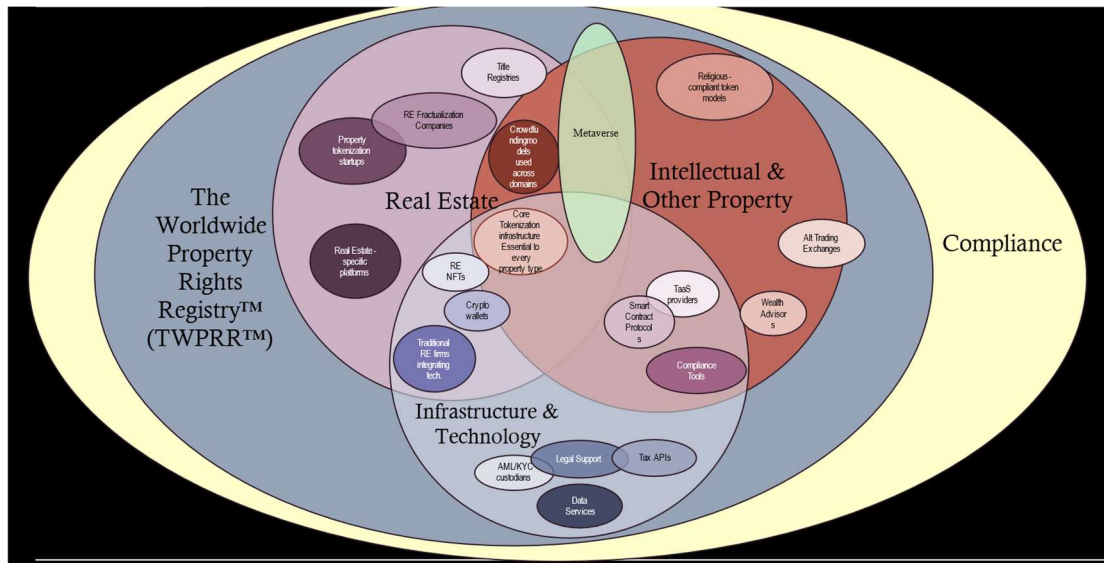 Title
Registries
Religious -
compliant token
models
RE Fractualization
Companies
Metaverse
Crowdfu
ndingmo
dels
used
across
domains
Property
tokenization
startups
The
Worldwide
Property
Rights
Registry™
(TWPRR™)
Real Estate
Intellectual &
Other Property
Compliance
Core
Tokenization
infrastructure
Essential to
every
property type.
Alt Trading
Exchanges
Real Estate -
specific
platforms
RE
NFTs
TaaS
providers
Crypto
wallets
Smart
Contract
Protocol
s
Wealth
Advisor
s
Traditional
RE firms
integrating
tech.
Compliance
Tools
Infrastructure &
Technology
AML/KYC
custodians
Legal Support
Tax APIs
Data
Services